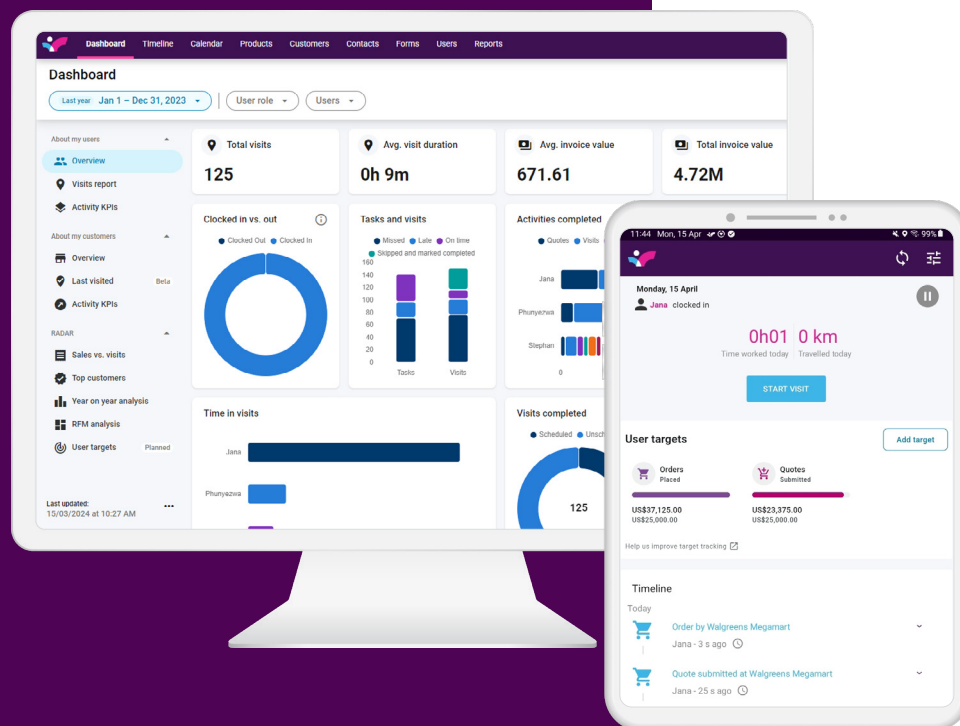 Dashboard Timeline Calendar Products Customers Contacts Forms Users Reports
Dashboard
Last year Jan 1 – Dec 31, 2023
User role
Users
About my users
Overview
Visits report
Activity KPIs
About my customers
Overview
Last visited Beta
Activity KPIs
RADAR
Sales vs. visits
Top customers
Year on year analysis
RFM analysis
User targets Planned
Last updated:
15/03/2024 at 10:27 AM
Total visits
125
Avg. visit duration
0h 9m
Avg. invoice value
671.61
Total invoice value
4.72M
Clocked in vs. out
Clocked Out Clocked In
Tasks and visits
Missed Late On time
Skipped and marked completed
160
140
120
100
80
60
40
20
0
Tasks Visits
Activities completed
Quotes Visits
Jana
Phunyezwa
Stephan
0
Time in visits
Jana
Phunyezwa
Visits completed
Scheduled Unsch
125
11:44 Mon, 15 Apr 99%
Monday, 15 April
Jana clocked in
0h01 0 km
Time worked today Travelled today
START VISIT
User targets
Add target
Orders
Placed
US$37,125.00
US$25,000.00
Quotes
Submitted
US$23,375.00
US$25,000.00
Help us improve target tracking
Timeline
Today
Order by Walgreens Megamart
Jana - 3 s ago
Quote submitted at Walgreens Megamart
Jana - 25 s ago